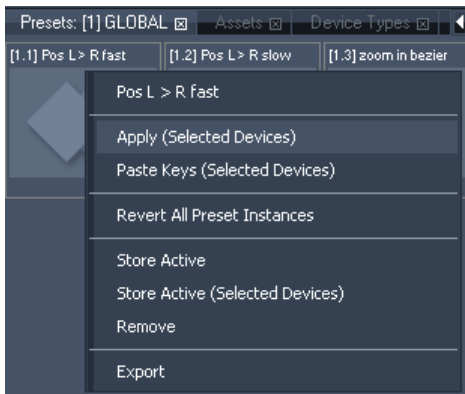 Presets: [1] GLOBAL Assets Device Types
[1.1] Pos L > R fast [1.2] Pos L > R slow [1.3] zoom in bezier
Pos L > R fast
Apply (Selected Devices)
Paste Keys (Selected Devices)
Revert All Preset Instances
Store Active
Store Active (Selected Devices)
Remove
Export